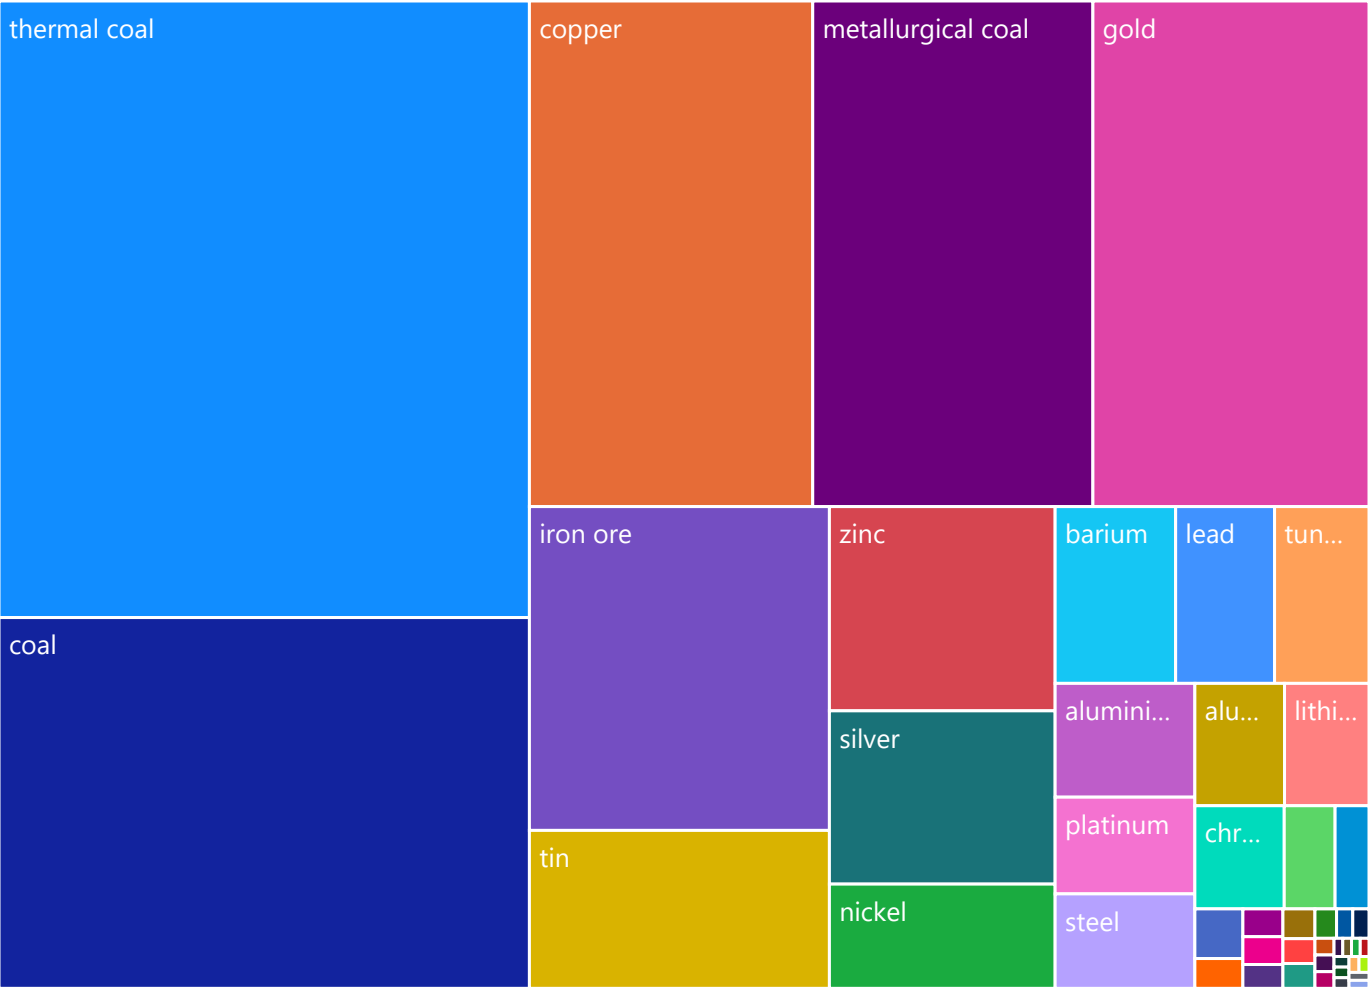 thermal coal
copper
metallurgical coal
gold
coal
iron ore
zinc
barium
lead
tun...
alumini...
alu...
lithi...
silver
platinum
chr...
tin
nickel
steel